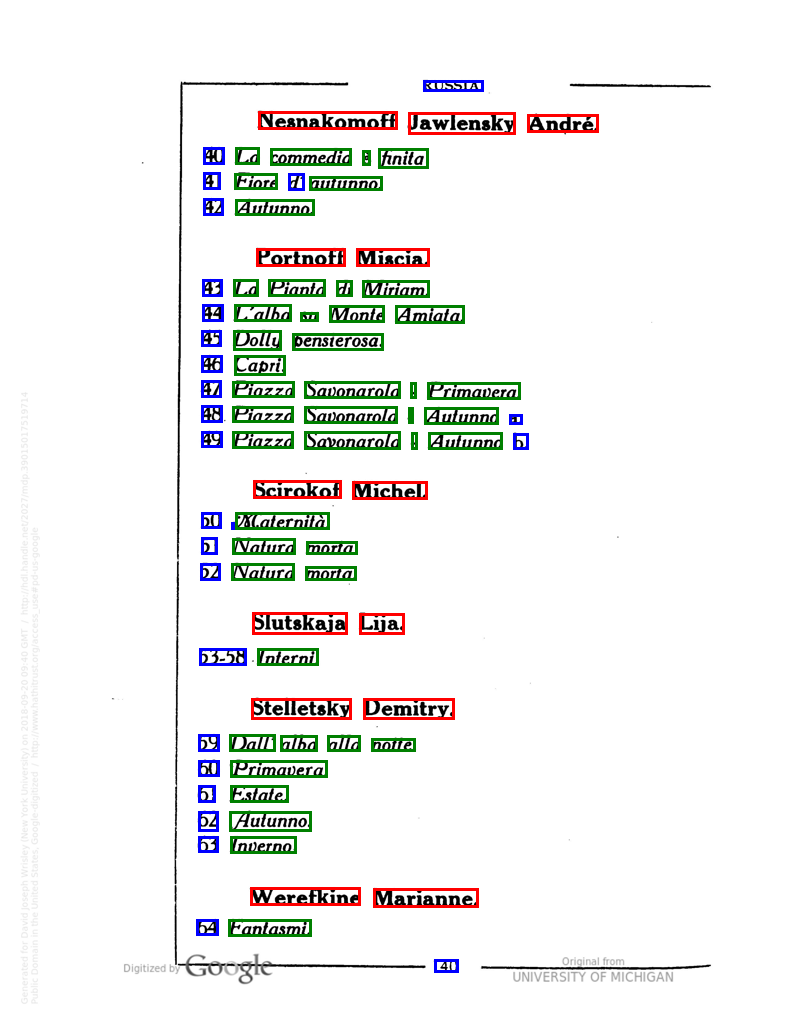 RUSSIA
Nesnakomoff Jawlensky André.
40 La commedia è finita
41 Fiore d'autunno.
42 Autunno.
Portnoff Miscia.
43 La Pianta di Miriam.
44 L'alba su Monte Amiata.
45 Dolly pensierosa.
46 Capri.
47 Piazza Savonarola. Primavera.
48 Piazza Savonarola. Autunno a.
49 Piazza Savonarola. Autunno b.
Scirokof Michel.
50 Maternità.
51 Natura morta.
52 Natura morta.
Slutskaja Lija.
53-58 Interni.
Stelletsky Demitry.
59 Dall'alba alla notte.
60 Primavera.
61 Estate.
62 Autunno.
63 Inverno.
Werefkine Marianne.
64 Fantasmi.
40
Digitized by Google
Original from
UNIVERSITY OF MICHIGAN
Generated for David Joseph Wrisley (New York University) on 2018-09-20 09:40 GMT / http://hdl.handle.net/2027/mdp.39015017519714
Public Domain in the United States, Google-digitized / http://www.hathitrust.org/access_use#pd-us-google